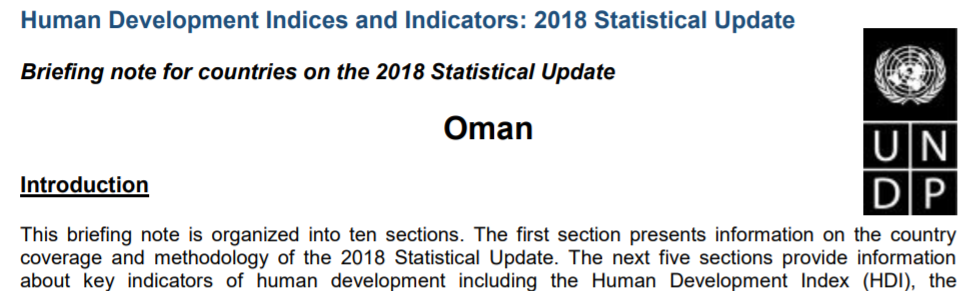 Human Development Indices and Indicators: 2018 Statistical Update
Briefing note for countries on the 2018 Statistical Update
Oman
U N
D P
Introduction
This briefing note is organized into ten sections. The first section presents information on the country
coverage and methodology of the 2018 Statistical Update. The next five sections provide information
about key indicators of human development including the Human Development Index (HDI), the